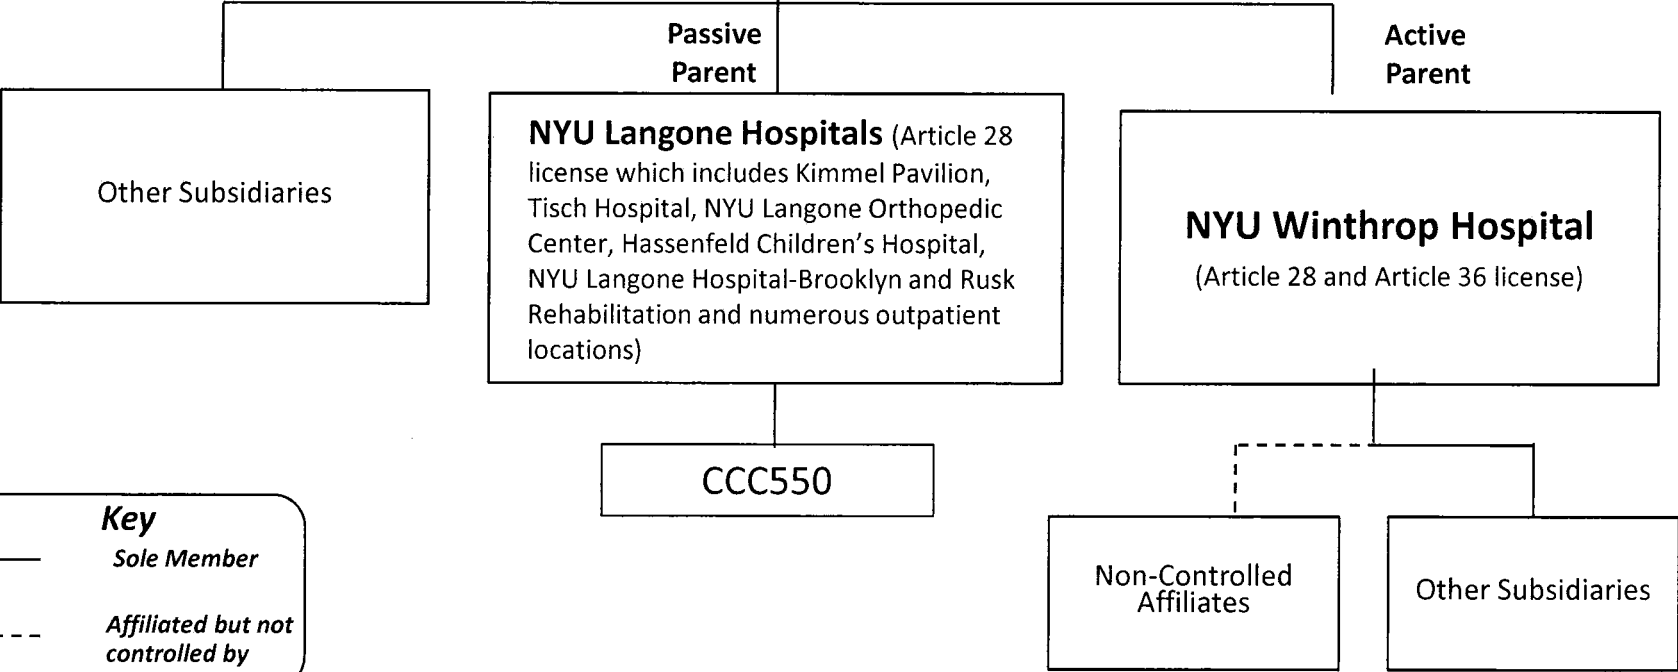 Passive
Parent
Active
Parent
Other Subsidiaries
NYU Langone Hospitals (Article 28
license which includes Kimmel Pavilion,
Tisch Hospital, NYU Langone Orthopedic
Center, Hassenfeld Children's Hospital,
NYU Langone Hospital-Brooklyn and Rusk
Rehabilitation and numerous outpatient
locations)
NYU Winthrop Hospital
(Article 28 and Article 36 license)
CCC550
Non-Controlled
Affiliates
Other Subsidiaries
Key
Sole Member
Affiliated but not
controlled by